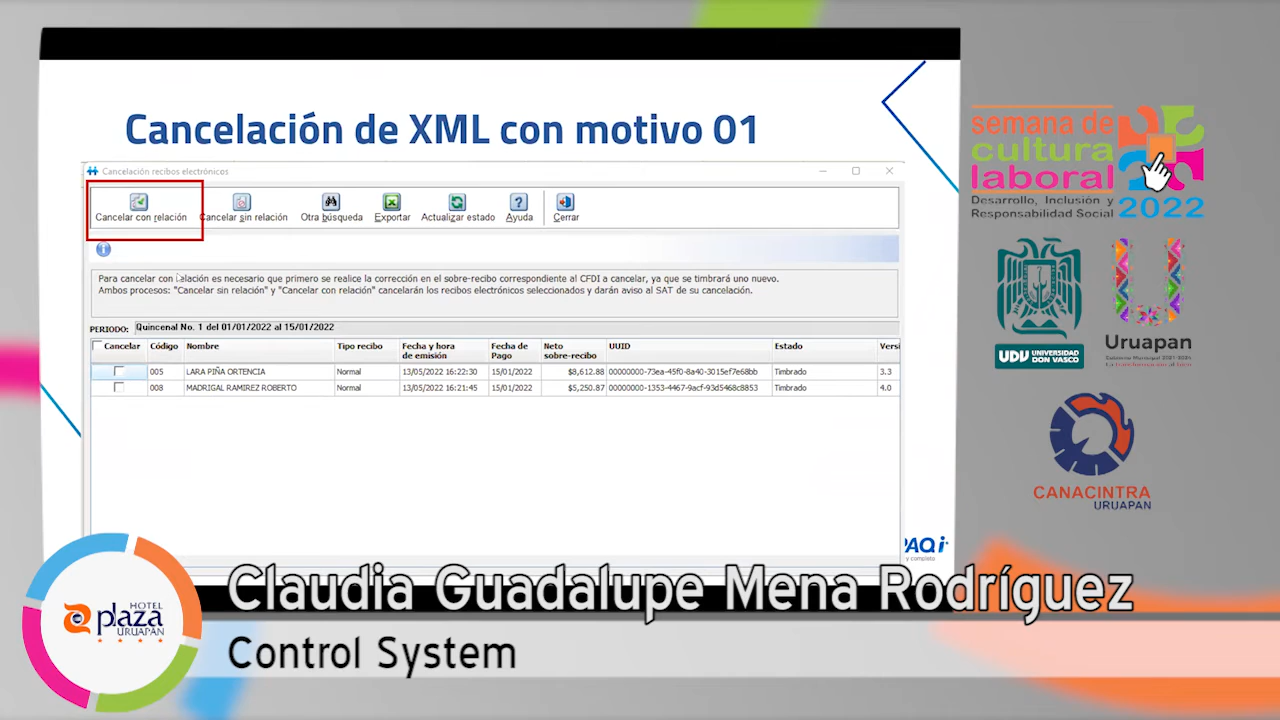 Cancelación de XML con motivo 01
Cancelación recibos electrónicos
Cancelar con relación
Cancelar sin relación
Otra búsqueda
Exportar
Actualizar estado
Ayuda
Cerrar
Para cancelar con relación es necesario que primero se realice la corrección en el sobre-recibo correspondiente al CFDI a cancelar, ya que se timbrará uno nuevo.
Ambos procesos: "Cancelar sin relación" y "Cancelar con relación" cancelarán los recibos electrónicos seleccionados y darán aviso al SAT de su cancelación.
PERIODO: Quincenal No. 1 del 01/01/2022 al 15/01/2022
Cancelar Código Nombre Tipo recibo Fecha y hora de emisión Fecha de Pago Neto sobre-recibo UUID Estado Versi
005 LARA PIÑA ORTENCIA Normal 13/05/2022 16:22:30 15/01/2022 $8,612.88 00000000-73ea-45f0-8a40-3015ef7e68bb Timbrado 3.3
008 MADRIGAL RAMIREZ ROBERTO Normal 13/05/2022 16:21:45 15/01/2022 $5,250.87 00000000-1353-4467-9acf-93d5468c8853 Timbrado 4.0
PAQi
y completo
semana de
cultura
laboral
Desarrollo, Inclusión y
Responsabilidad Social
2022
UDV UNIVERSIDAD
DON VASCO
Uruapan
Gobierno Municipal 2021-2024
CANACINTRA
URUAPAN
HOTEL
plaza
URUAPAN
Claudia Guadalupe Mena Rodríguez
Control System